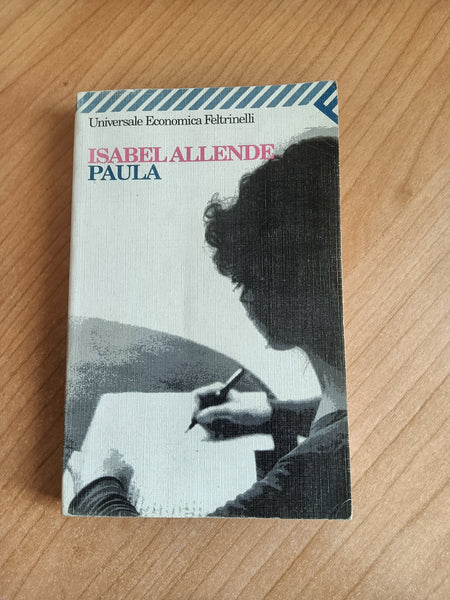 Universale Economica Feltrinelli
ISABEL ALLENDE
PAULA